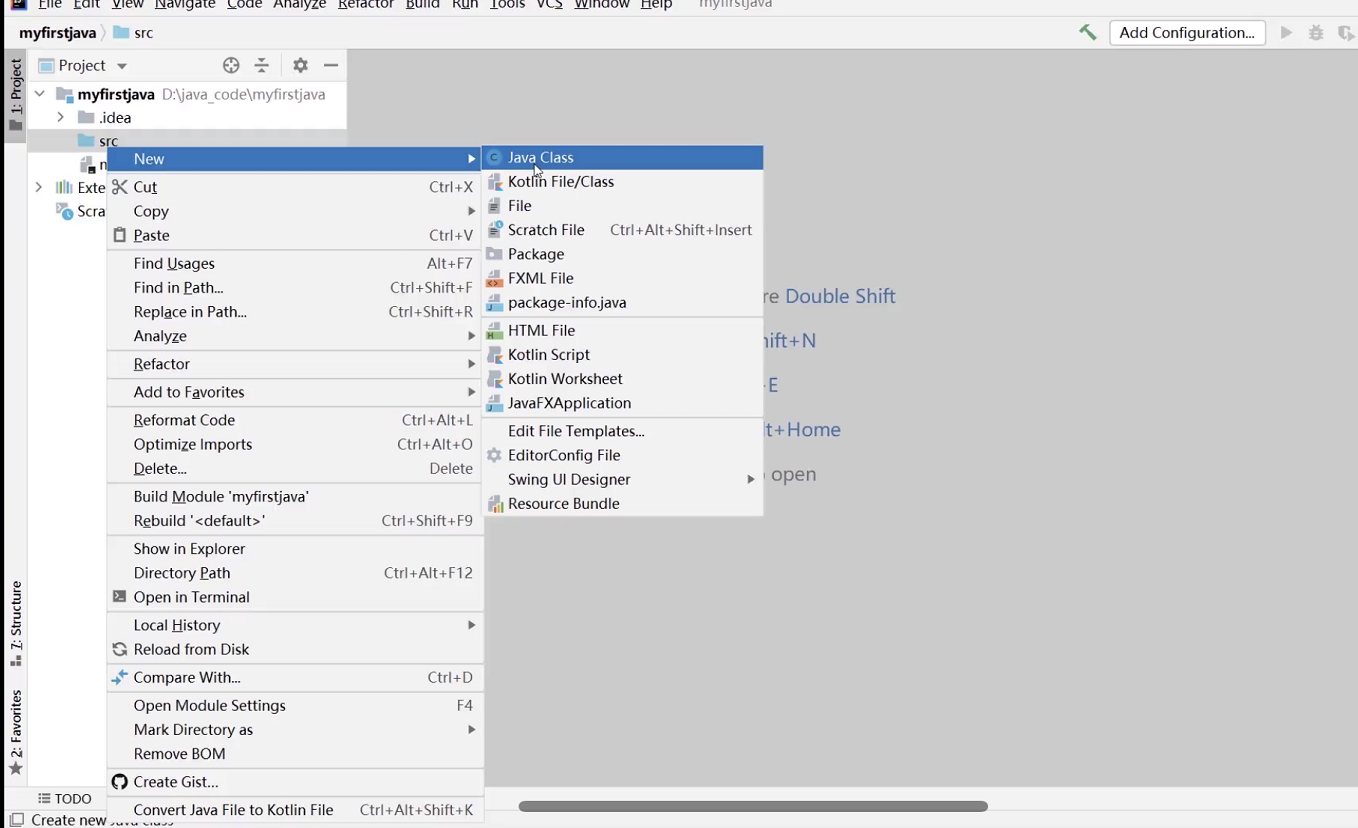 File Edit View Navigate Code Analyze Refactor Build Run Tools VCS Window Help myfirstjava
myfirstjava src
Add Configuration...
1: Project
Project
myfirstjava D:\java_code\myfirstjava
.idea
src
Exte
Scra
New
Cut Ctrl+X
Copy
Paste Ctrl+V
Find Usages Alt+F7
Find in Path... Ctrl+Shift+F
Replace in Path... Ctrl+Shift+R
Analyze
Refactor
Add to Favorites
Reformat Code Ctrl+Alt+L
Optimize Imports Ctrl+Alt+O
Delete... Delete
Build Module 'myfirstjava'
Rebuild '<default>' Ctrl+Shift+F9
Show in Explorer
Directory Path Ctrl+Alt+F12
Open in Terminal
Local History
Reload from Disk
Compare With... Ctrl+D
Open Module Settings F4
Mark Directory as
Remove BOM
Create Gist...
Convert Java File to Kotlin File Ctrl+Alt+Shift+K
Java Class
Kotlin File/Class
File
Scratch File Ctrl+Alt+Shift+Insert
Package
FXML File
package-info.java
HTML File
Kotlin Script
Kotlin Worksheet
JavaFXApplication
Edit File Templates...
EditorConfig File
Swing UI Designer
Resource Bundle
re Double Shift
hift+N
+E
lt+Home
open
7: Structure
2: Favorites
TODO
Create new Java class